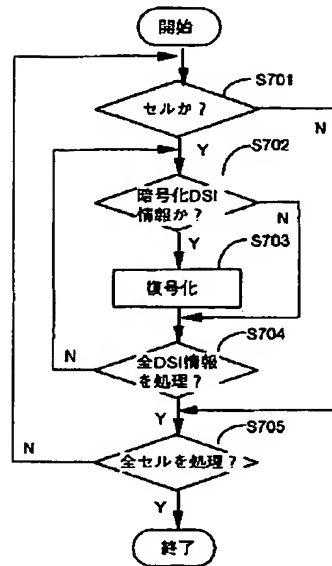 開始
S701
セルか？
N
Y
S702
暗号化DSI
情報か？
N
Y
S703
復号化
S704
N
全DSI情報
を処理？
Y
S705
N
全セルを処理？
Y
終了